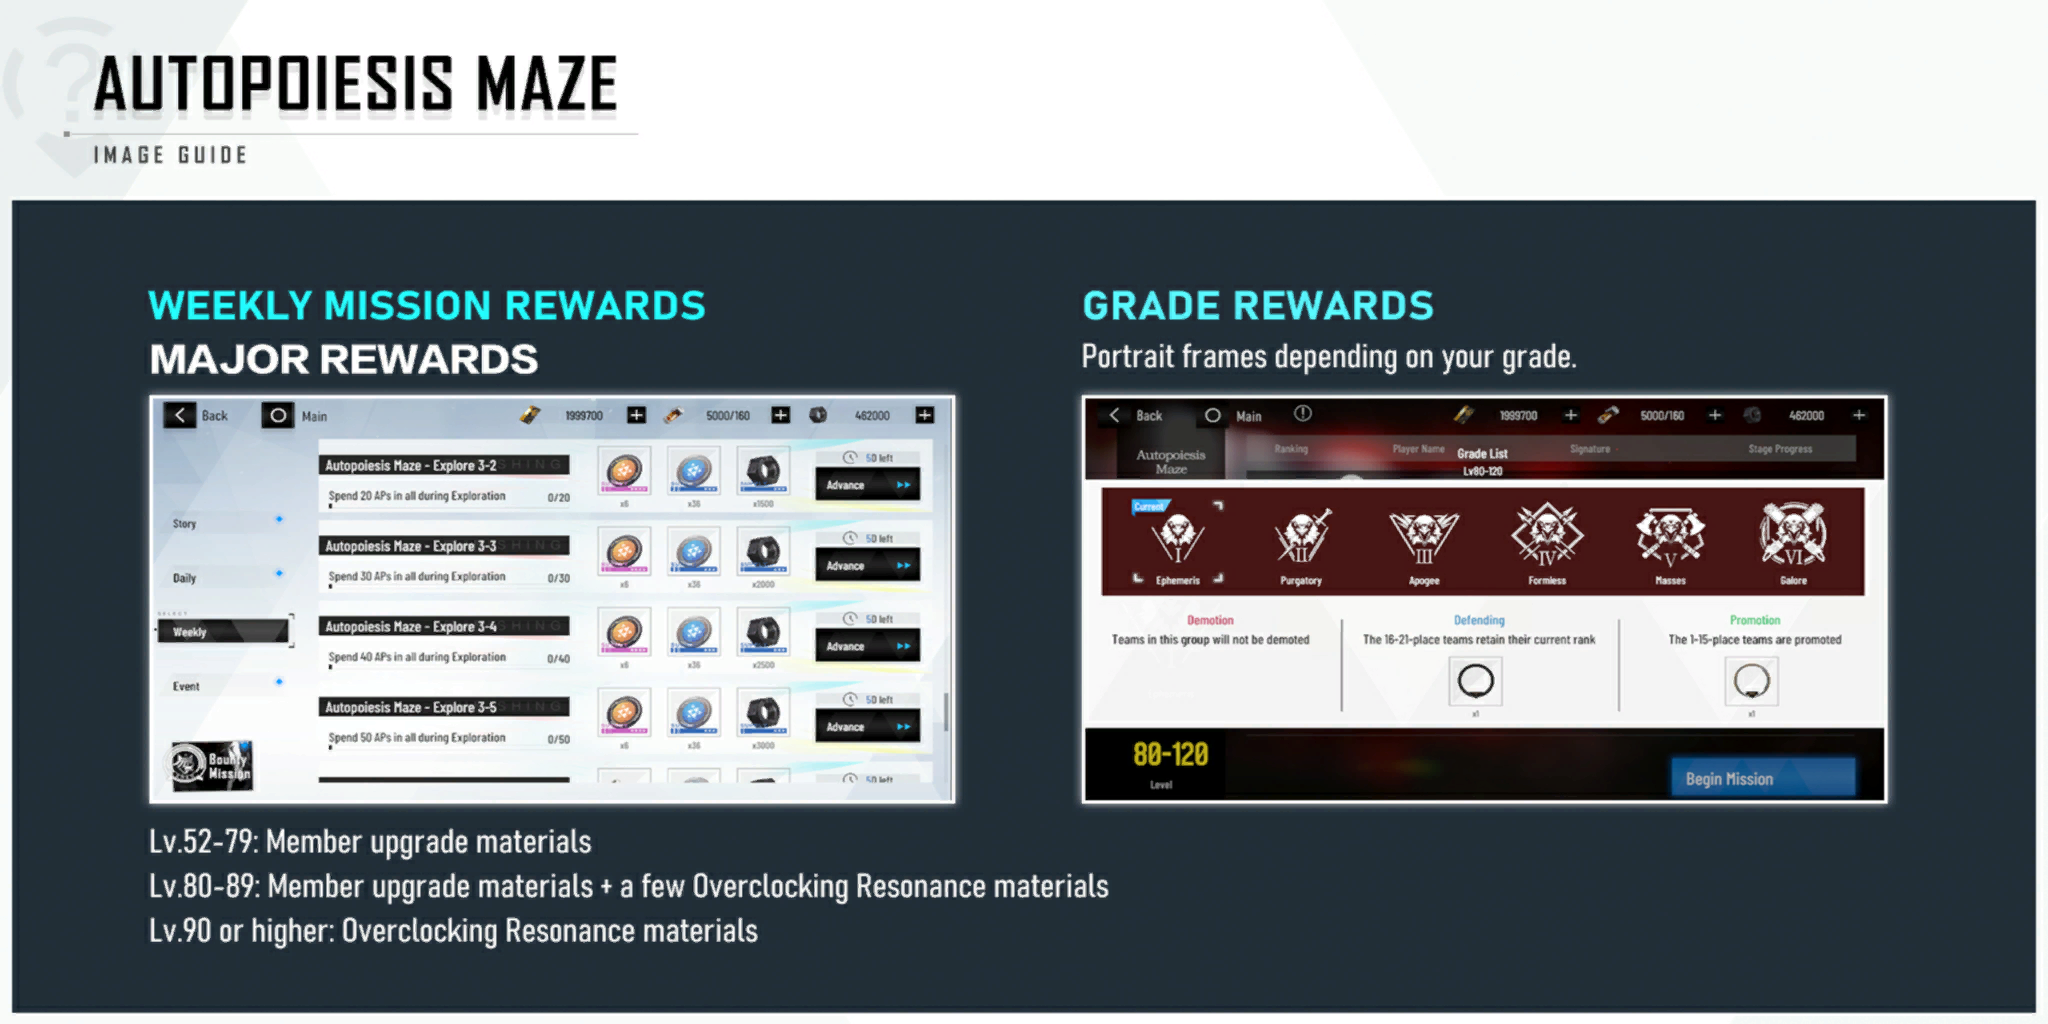 AUTOPOIESIS MAZE
IMAGE GUIDE
WEEKLY MISSION REWARDS
MAJOR REWARDS
Back
Main
1999700
5000/160
462000
Story
Daily
SELECT
Weekly
Event
Bounty
Mission
Autopoiesis Maze - Explore 3-2
Spend 20 APs in all during Exploration 0/20
x6 x36 x1500
5D left
Advance
Autopoiesis Maze - Explore 3-3
Spend 30 APs in all during Exploration 0/30
x6 x36 x2000
5D left
Advance
Autopoiesis Maze - Explore 3-4
Spend 40 APs in all during Exploration 0/40
x6 x36 x2500
5D left
Advance
Autopoiesis Maze - Explore 3-5
Spend 50 APs in all during Exploration 0/50
x6 x36 x3000
5D left
Advance
5D left
Lv.52-79: Member upgrade materials
Lv.80-89: Member upgrade materials + a few Overclocking Resonance materials
Lv.90 or higher: Overclocking Resonance materials
GRADE REWARDS
Portrait frames depending on your grade.
Back
Main
1999700
5000/160
462000
Autopoiesis
Maze
Ranking Player Name Signature Stage Progress
Grade List
Lv80-120
Current
I II III IV V VI
Ephemeris Purgatory Apogee Formless Masses Galore
Demotion
Teams in this group will not be demoted
Defending
The 16-21-place teams retain their current rank
x1
Promotion
The 1-15-place teams are promoted
x1
80-120
Level
Begin Mission